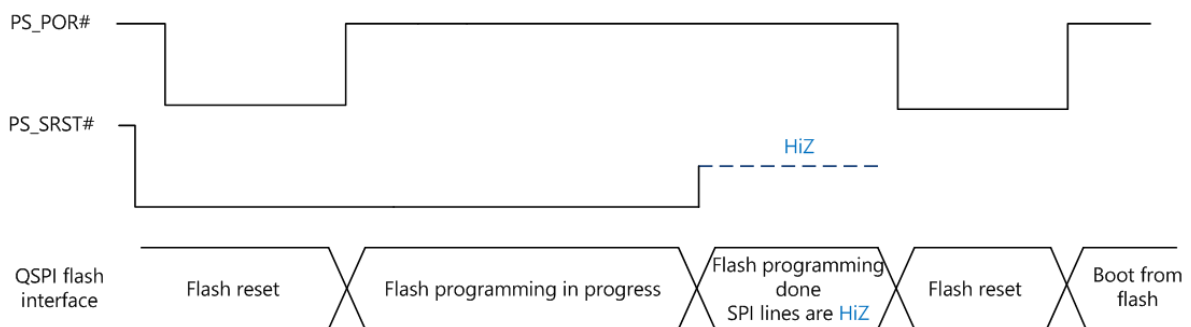 PS_POR#
PS_SRST#
HiZ
QSPI flash
interface
Flash reset
Flash programming in progress
Flash programming
done
SPI lines are HiZ
Flash reset
Boot from
flash